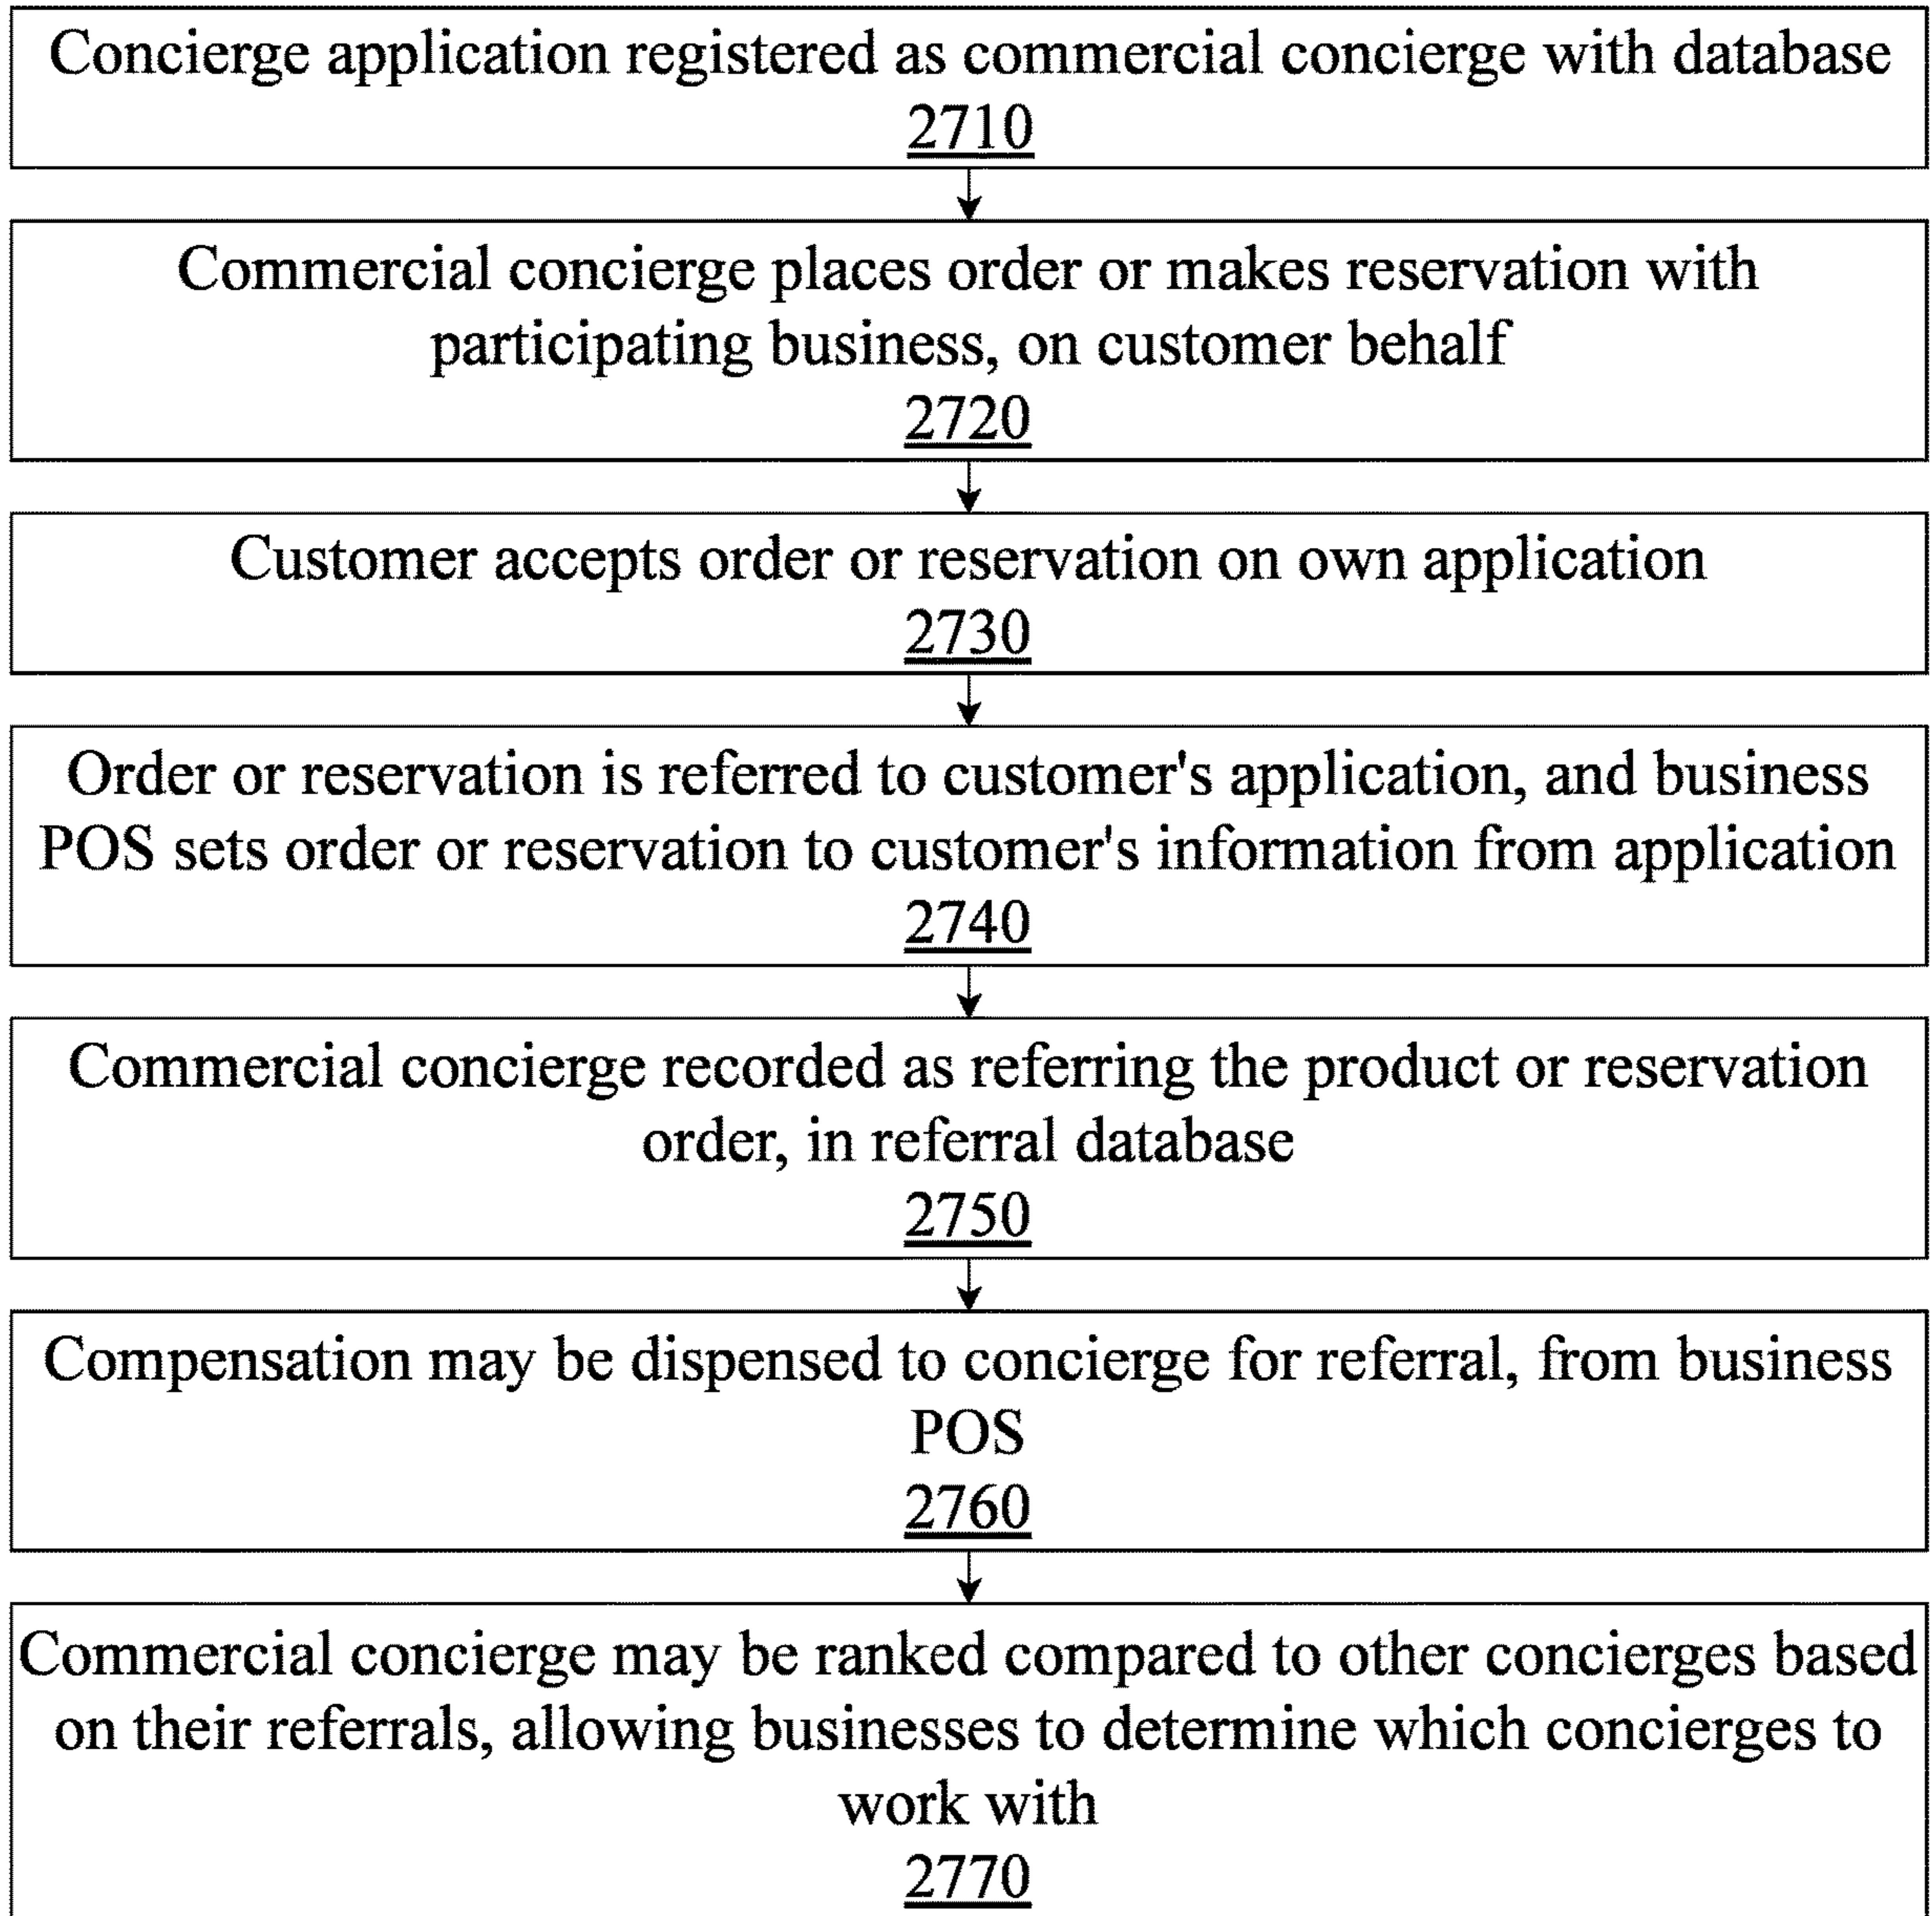 Concierge application registered as commercial concierge with database
2710
Commercial concierge places order or makes reservation with
participating business, on customer behalf
2720
Customer accepts order or reservation on own application
2730
Order or reservation is referred to customer's application, and business
POS sets order or reservation to customer's information from application
2740
Commercial concierge recorded as referring the product or reservation
order, in referral database
2750
Compensation may be dispensed to concierge for referral, from business
POS
2760
Commercial concierge may be ranked compared to other concierges based
on their referrals, allowing businesses to determine which concierges to
work with
2770